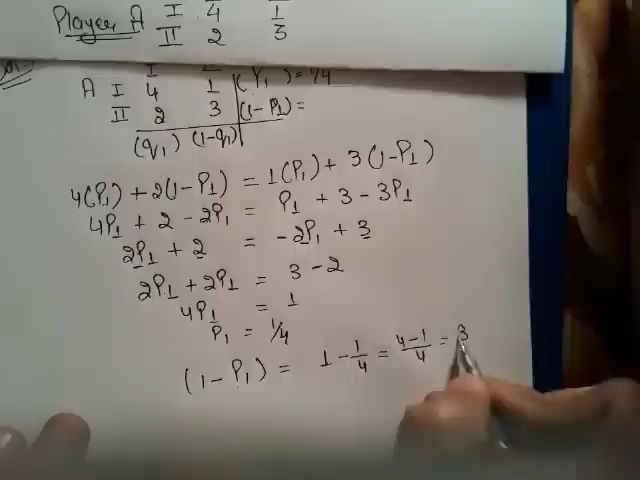 Player A I 4 1
II 2 3
A I 4 1 (P1) = 1/4
II 2 3 (1-P1) =
(q1) (1-q1)
4(P1) + 2(1-P1) = 1(P1) + 3(1-P1)
4P1 + 2 - 2P1 = P1 + 3 - 3P1
2P1 + 2 = -2P1 + 3
2P1 + 2P1 = 3 - 2
4P1 = 1
P1 = 1/4
(1-P1) = 1 - 1/4 = 4-1/4 = 3